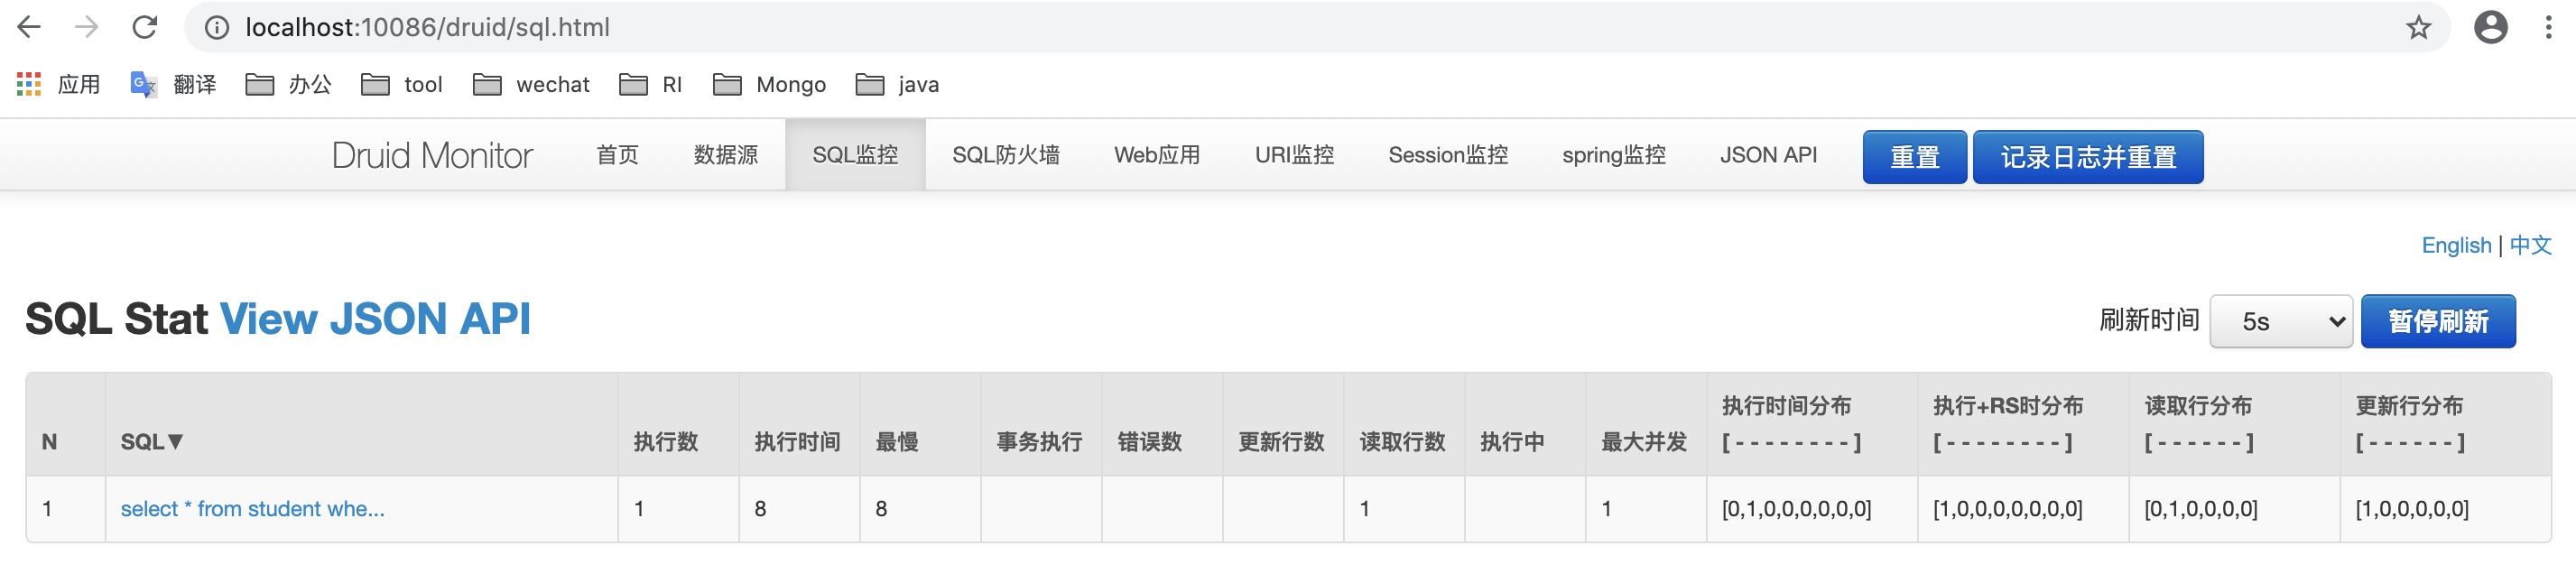 localhost:10086/druid/sql.html
应用 翻译 办公 tool wechat RI Mongo java
Druid Monitor 首页 数据源 SQL监控 SQL防火墙 Web应用 URI监控 Session监控 spring监控 JSON API 重置 记录日志并重置
English | 中文
SQL Stat View JSON API 刷新时间 5s 暂停刷新
N SQL▼ 执行数 执行时间 最慢 事务执行 错误数 更新行数 读取行数 执行中 最大并发 执行时间分布 执行+RS时分布 读取行分布 更新行分布
[ - - - - - - - - ] [ - - - - - - - - ] [ - - - - - - ] [ - - - - - - ]
1 select * from student whe... 1 8 8 1 1 [0,1,0,0,0,0,0,0] [1,0,0,0,0,0,0,0] [0,1,0,0,0,0] [1,0,0,0,0,0]